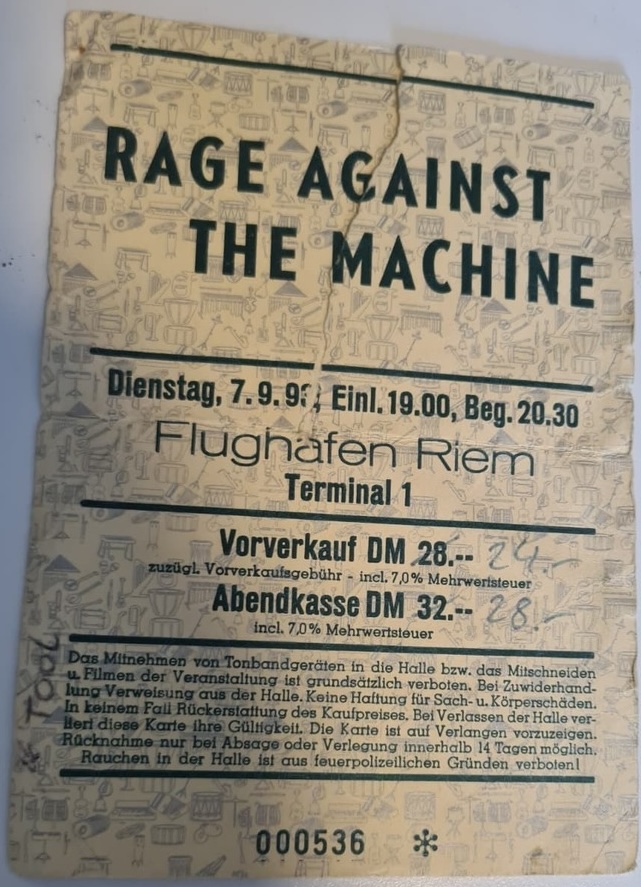 RAGE AGAINST
THE MACHINE
Dienstag, 7.9.93, Einl. 19.00, Beg. 20.30
Flughafen Riem
Terminal 1
Vorverkauf DM 28.-- 24.-
zuzügl. Vorverkaufsgebühr - incl. 7,0% Mehrwertsteuer
Abendkasse DM 32.-- 28.-
incl. 7,0% Mehrwertsteuer
Das Mitnehmen von Tonbandgeräten in die Halle bzw. das Mitschneiden
u. Filmen der Veranstaltung ist grundsätzlich verboten. Bei Zuwiderhand-
lung Verweisung aus der Halle. Keine Haftung für Sach- u. Körperschäden.
In keinem Fall Rückerstattung des Kaufpreises. Bei Verlassen der Halle ver-
liert diese Karte ihre Gültigkeit. Die Karte ist auf Verlangen vorzuzeigen.
Rücknahme nur bei Absage oder Verlegung innerhalb 14 Tagen möglich.
Rauchen in der Halle ist aus feuerpolizeilichen Gründen verboten!
& TOOL
000536 *